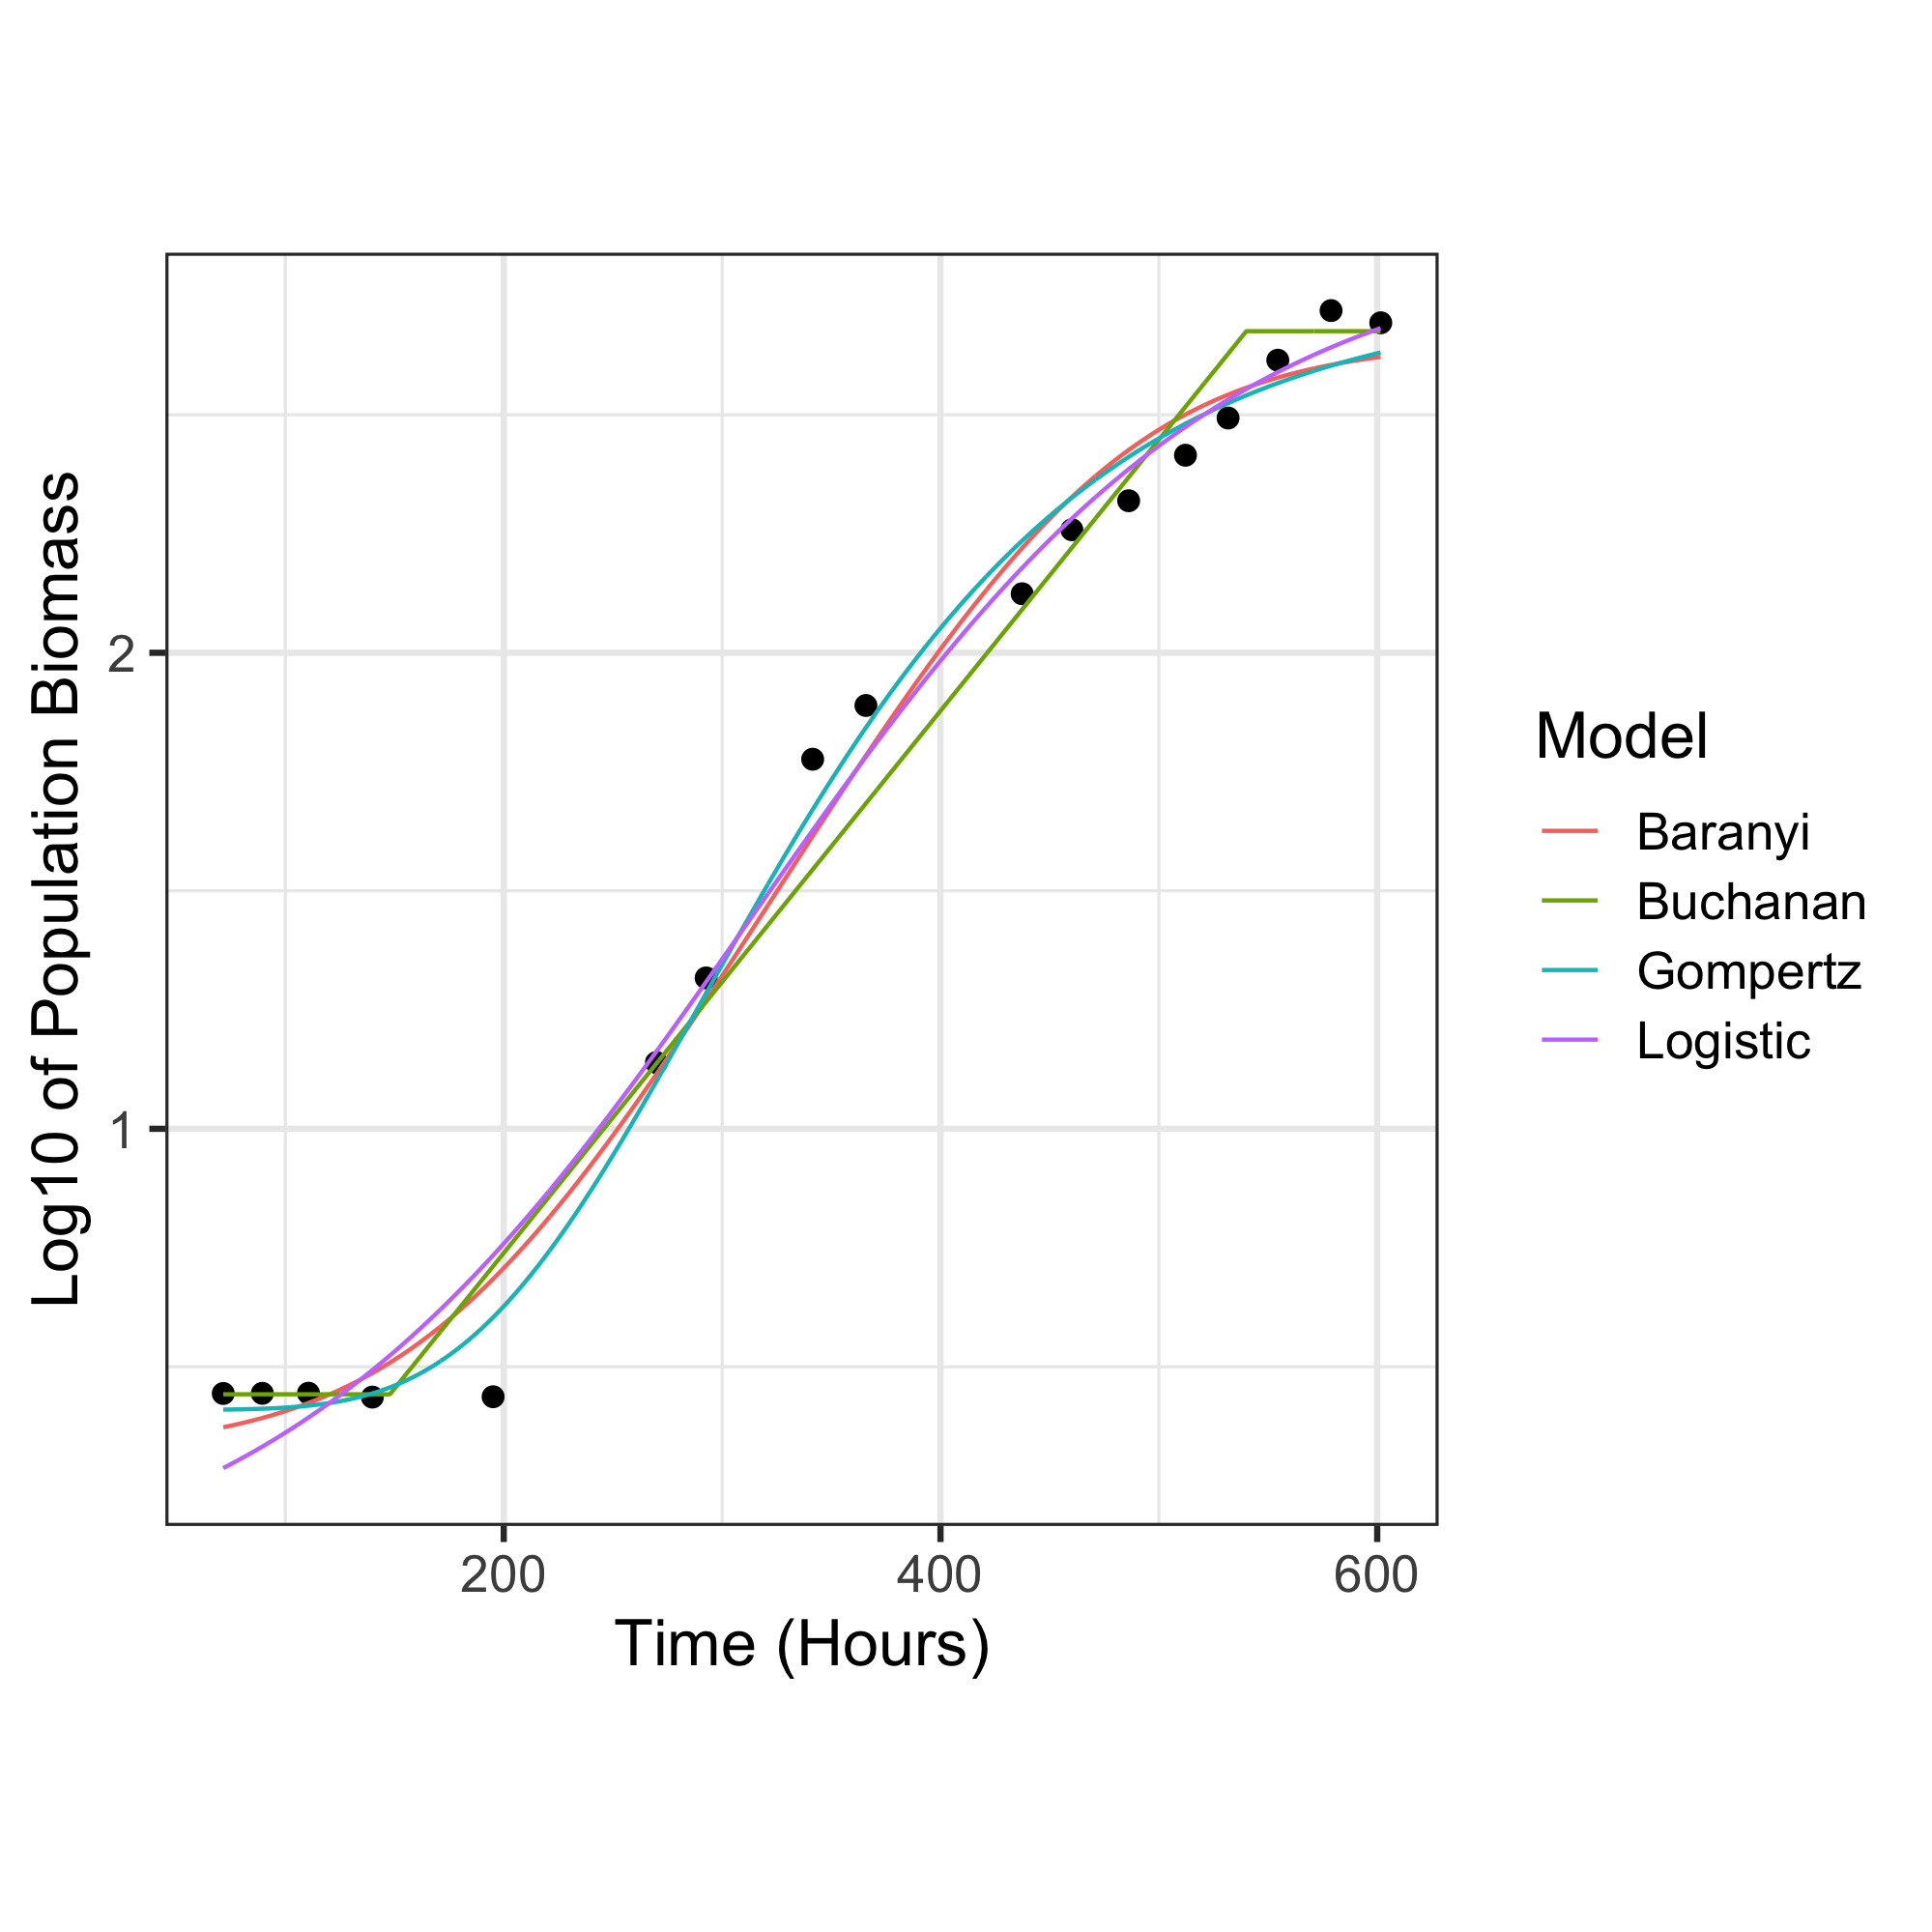 Log10 of Population Biomass
2
1
200
400
600
Time (Hours)
Model
Baranyi
Buchanan
Gompertz
Logistic